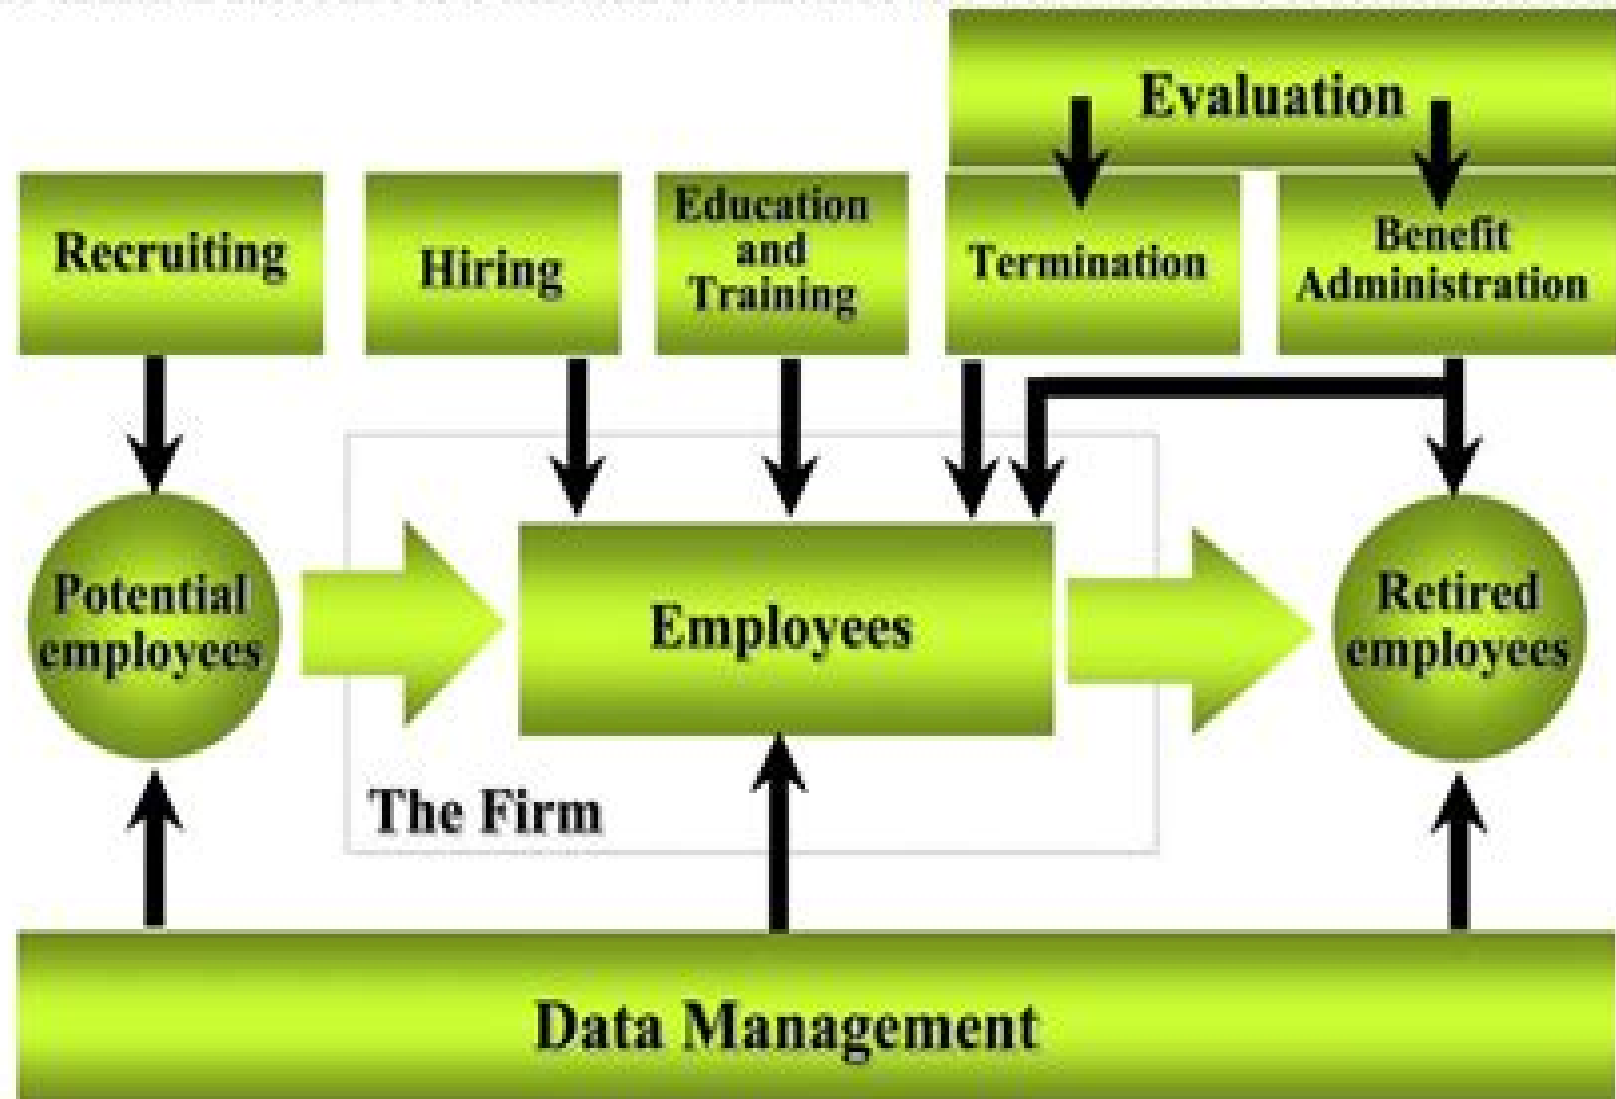 Evaluation
Recruiting
Hiring
Education
and
Training
Termination
Benefit
Administration
Potential
employees
Employees
Retired
employees
The Firm
Data Management